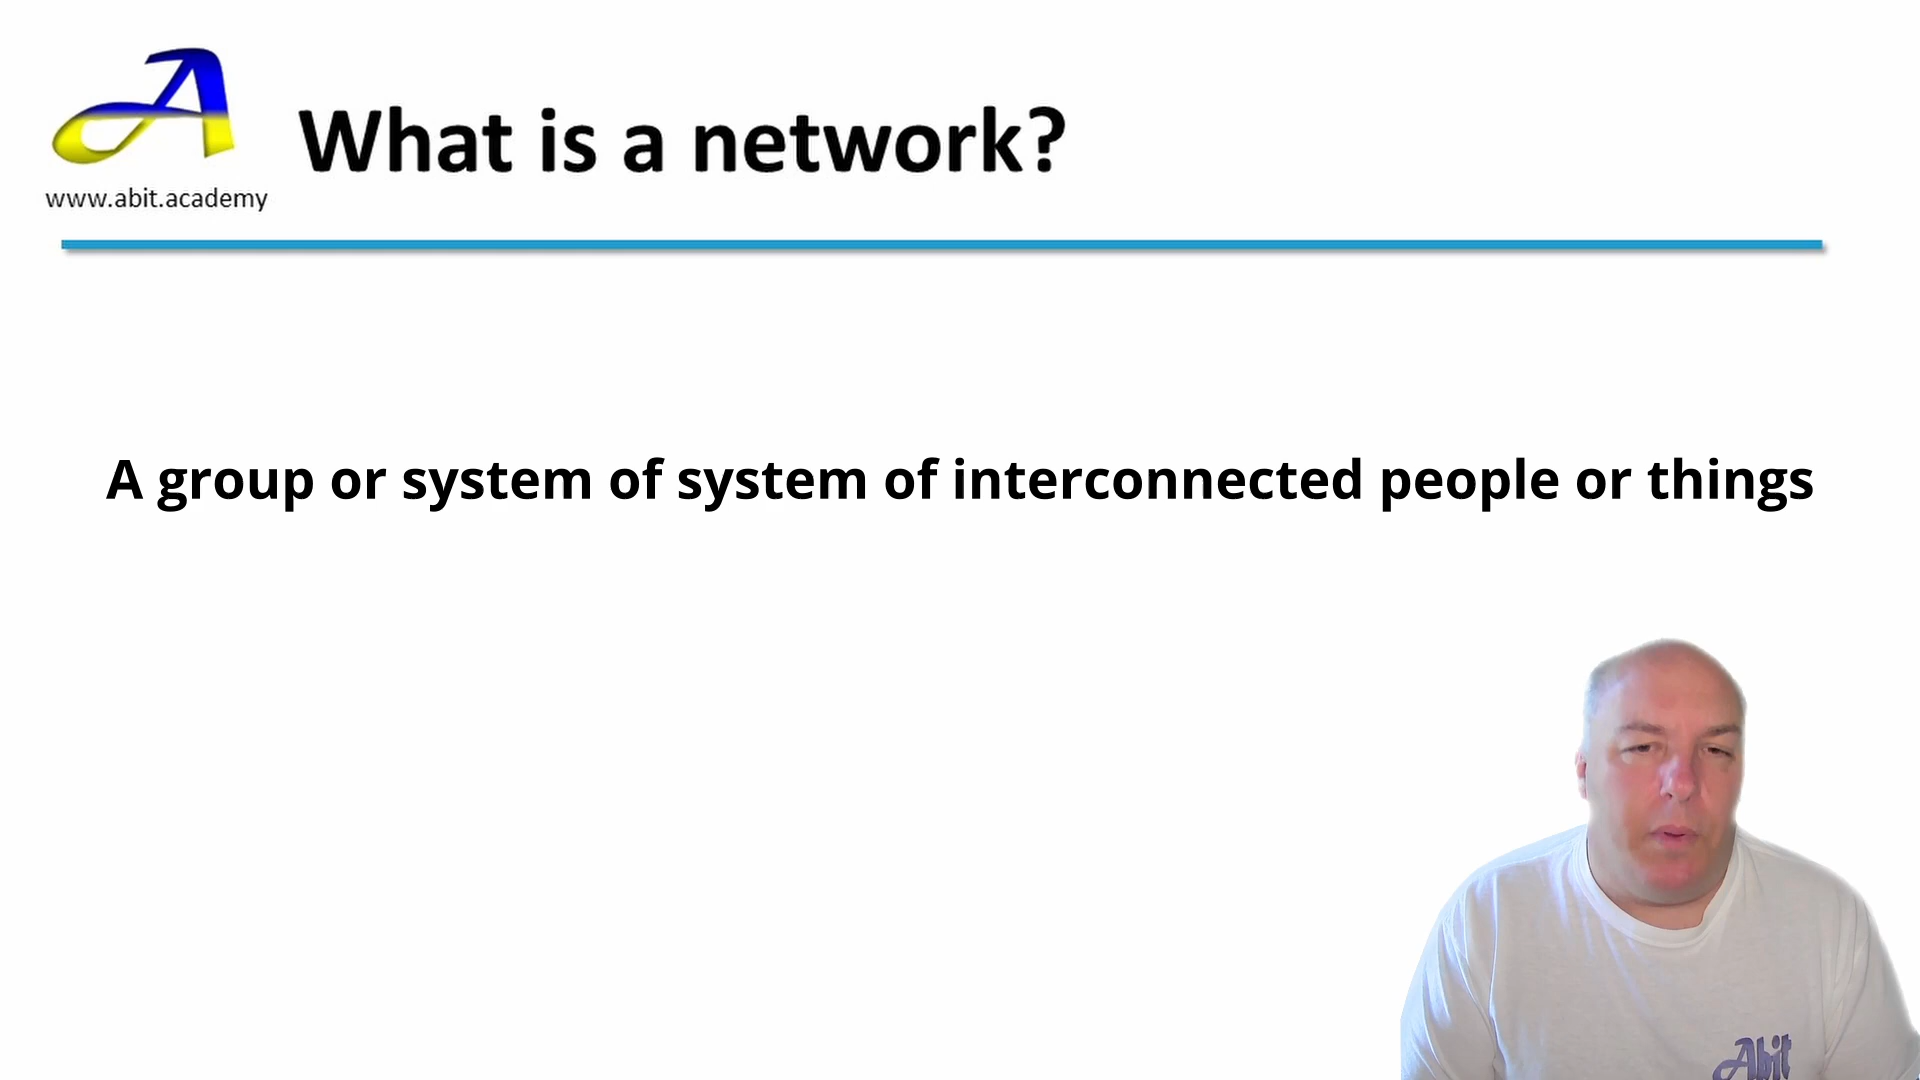 What is a network?
www.abit.academy
A group or system of system of interconnected people or things
Abit